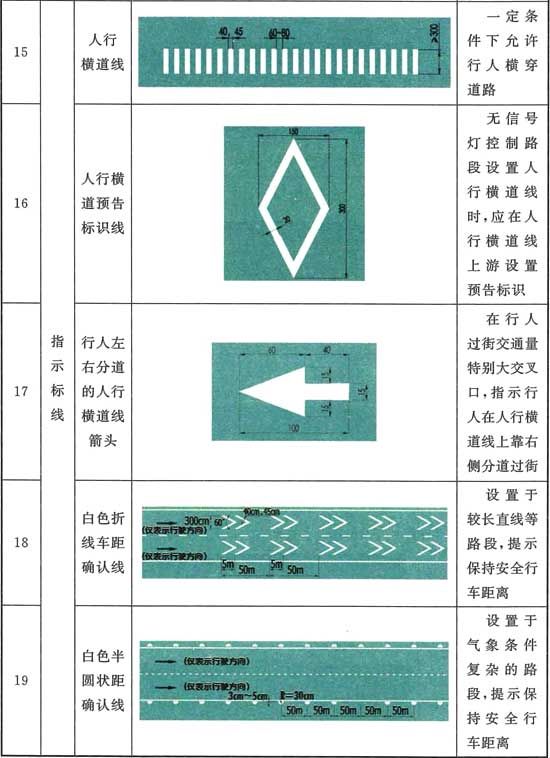 15
人行
横道线
40
45
60~80
≥300
一定条
件下允许
行人横穿
道路
16
人行横
道预告
标识线
150
300
20
无信号
灯控制路
段设置人
行横道线
时,应在人
行横道线
上游设置
预告标识
指
示
标
线
17
行人左
右分道
的人行
横道线
箭头
60
40
15
15
100
在行人
过街交通量
特别大交叉
口,指示行
人在人行横
道线上靠右
侧分道过街
18
白色折
线车距
确认线
40cm,45cm
300cm
60°
(仅表示行驶方向)
(仅表示行驶方向)
5m
5m
50m
50m
设置于
较长直线等
路段,提示
保持安全行
车距离
19
白色半
圆状距
确认线
(仅表示行驶方向)
(仅表示行驶方向)
3cm~5cm
R=30cm
50m 50m 50m 50m 50m
设置于
气象条件
复杂的路
段,提示保
持安全行
车距离